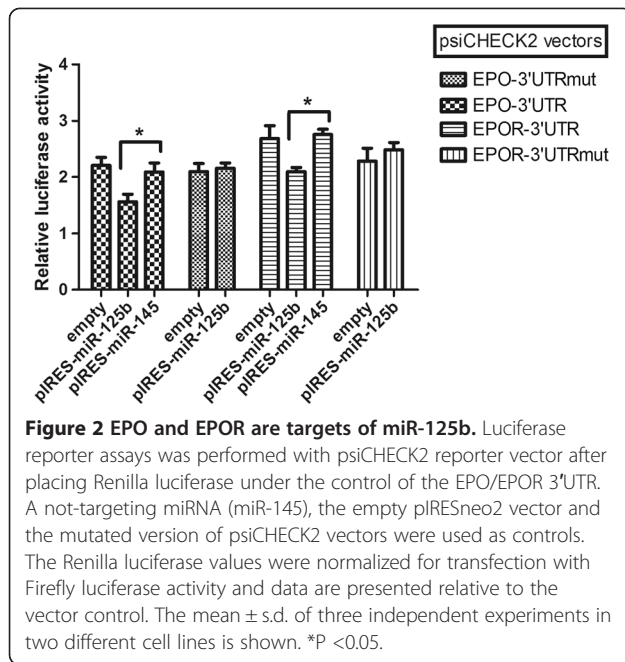 psiCHECK2 vectors
EPO-3'UTRmut
EPO-3'UTR
EPOR-3'UTR
EPOR-3'UTRmut
Relative luciferase activity
4
3
2
1
0
*
*
empty
pIRES-miR-125b
pIRES-miR-145
empty
pIRES-miR-125b
empty
pIRES-miR-125b
pIRES-miR-145
empty
pIRES-miR-125b
Figure 2 EPO and EPOR are targets of miR-125b. Luciferase
reporter assays was performed with psiCHECK2 reporter vector after
placing Renilla luciferase under the control of the EPO/EPOR 3'UTR.
A not-targeting miRNA (miR-145), the empty pIRESneo2 vector and
the mutated version of psiCHECK2 vectors were used as controls.
The Renilla luciferase values were normalized for transfection with
Firefly luciferase activity and data are presented relative to the
vector control. The mean ± s.d. of three independent experiments in
two different cell lines is shown. *P <0.05.